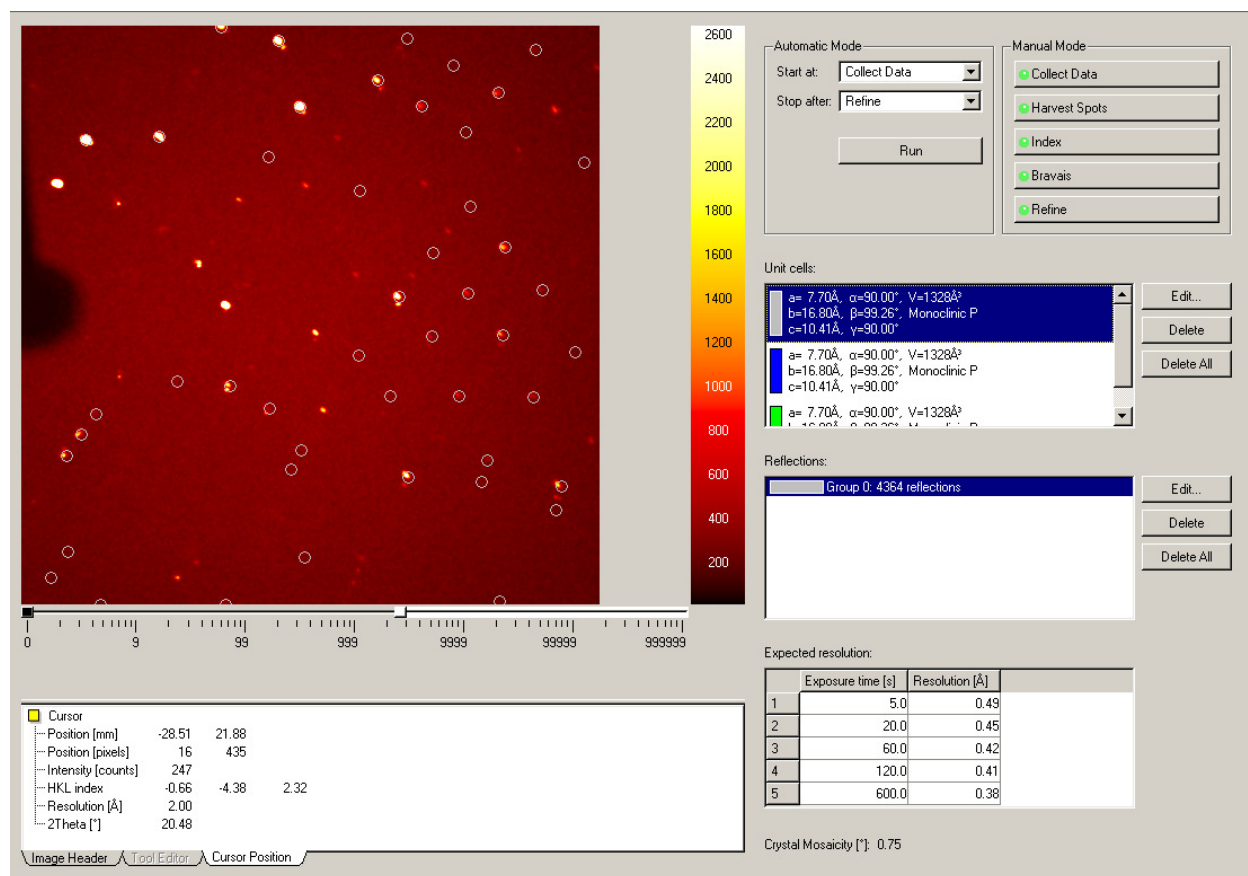 2600
2400
2200
2000
1800
1600
1400
1200
1000
800
600
400
200
0 9 99 999 9999 99999 999999
Automatic Mode
Start at: Collect Data
Stop after: Refine
Run
Manual Mode
Collect Data
Harvest Spots
Index
Bravais
Refine
Unit cells:
a= 7.70Å, α=90.00°, V=1328Å³
b=16.80Å, β=99.26°, Monoclinic P
c=10.41Å, γ=90.00°
a= 7.70Å, α=90.00°, V=1328Å³
b=16.80Å, β=99.26°, Monoclinic P
c=10.41Å, γ=90.00°
a= 7.70Å, α=90.00°, V=1328Å³
Edit...
Delete
Delete All
Reflections:
Group 0: 4364 reflections
Edit...
Delete
Delete All
Expected resolution:
Exposure time [s] Resolution [Å]
1 5.0 0.49
2 20.0 0.45
3 60.0 0.42
4 120.0 0.41
5 600.0 0.38
Crystal Mosaicity [°]: 0.75
Cursor
Position [mm] -28.51 21.88
Position [pixels] 16 435
Intensity [counts] 247
HKL index -0.66 -4.38 2.32
Resolution [Å] 2.00
2Theta [°] 20.48
Image Header Tool Editor Cursor Position